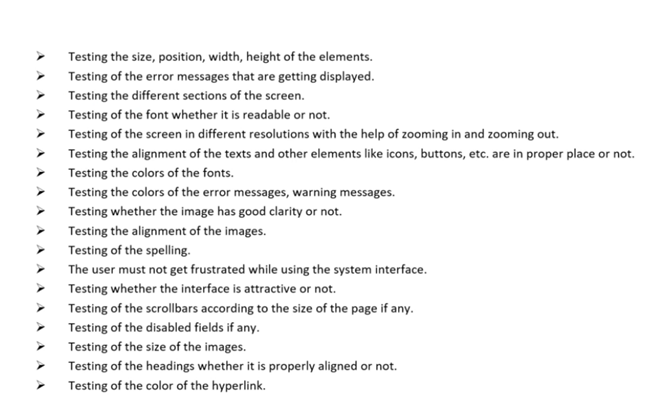 ➢ Testing the size, position, width, height of the elements.
➢ Testing of the error messages that are getting displayed.
➢ Testing the different sections of the screen.
➢ Testing of the font whether it is readable or not.
➢ Testing of the screen in different resolutions with the help of zooming in and zooming out.
➢ Testing the alignment of the texts and other elements like icons, buttons, etc. are in proper place or not.
➢ Testing the colors of the fonts.
➢ Testing the colors of the error messages, warning messages.
➢ Testing whether the image has good clarity or not.
➢ Testing the alignment of the images.
➢ Testing of the spelling.
➢ The user must not get frustrated while using the system interface.
➢ Testing whether the interface is attractive or not.
➢ Testing of the scrollbars according to the size of the page if any.
➢ Testing of the disabled fields if any.
➢ Testing of the size of the images.
➢ Testing of the headings whether it is properly aligned or not.
➢ Testing of the color of the hyperlink.